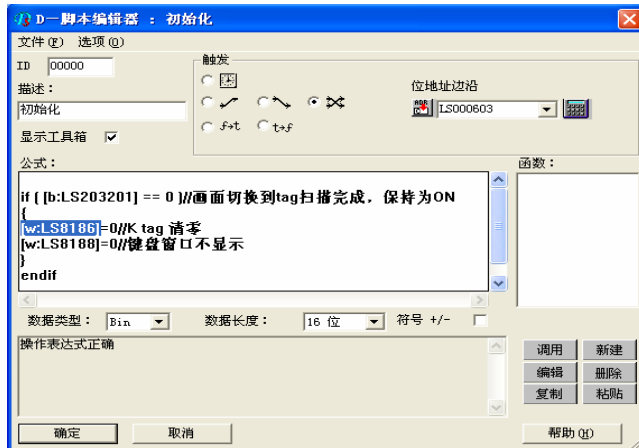 D－脚本编辑器 : 初始化
文件(F) 选项(O)
ID 00000
描述：
初始化
显示工具箱
触发
f→t t→f
位地址边沿
LS000603
公式：
函数：
if ( [b:LS203201] == 0 )//画面切换到tag扫描完成，保持为ON
{
[w:LS8186]=0//K tag 清零
[w:LS8188]=0//键盘窗口不显示
}
endif
数据类型： Bin 数据长度： 16 位 符号 +/-
操作表达式正确
调用 新建
编辑 删除
复制 粘贴
确定 取消 帮助(H)